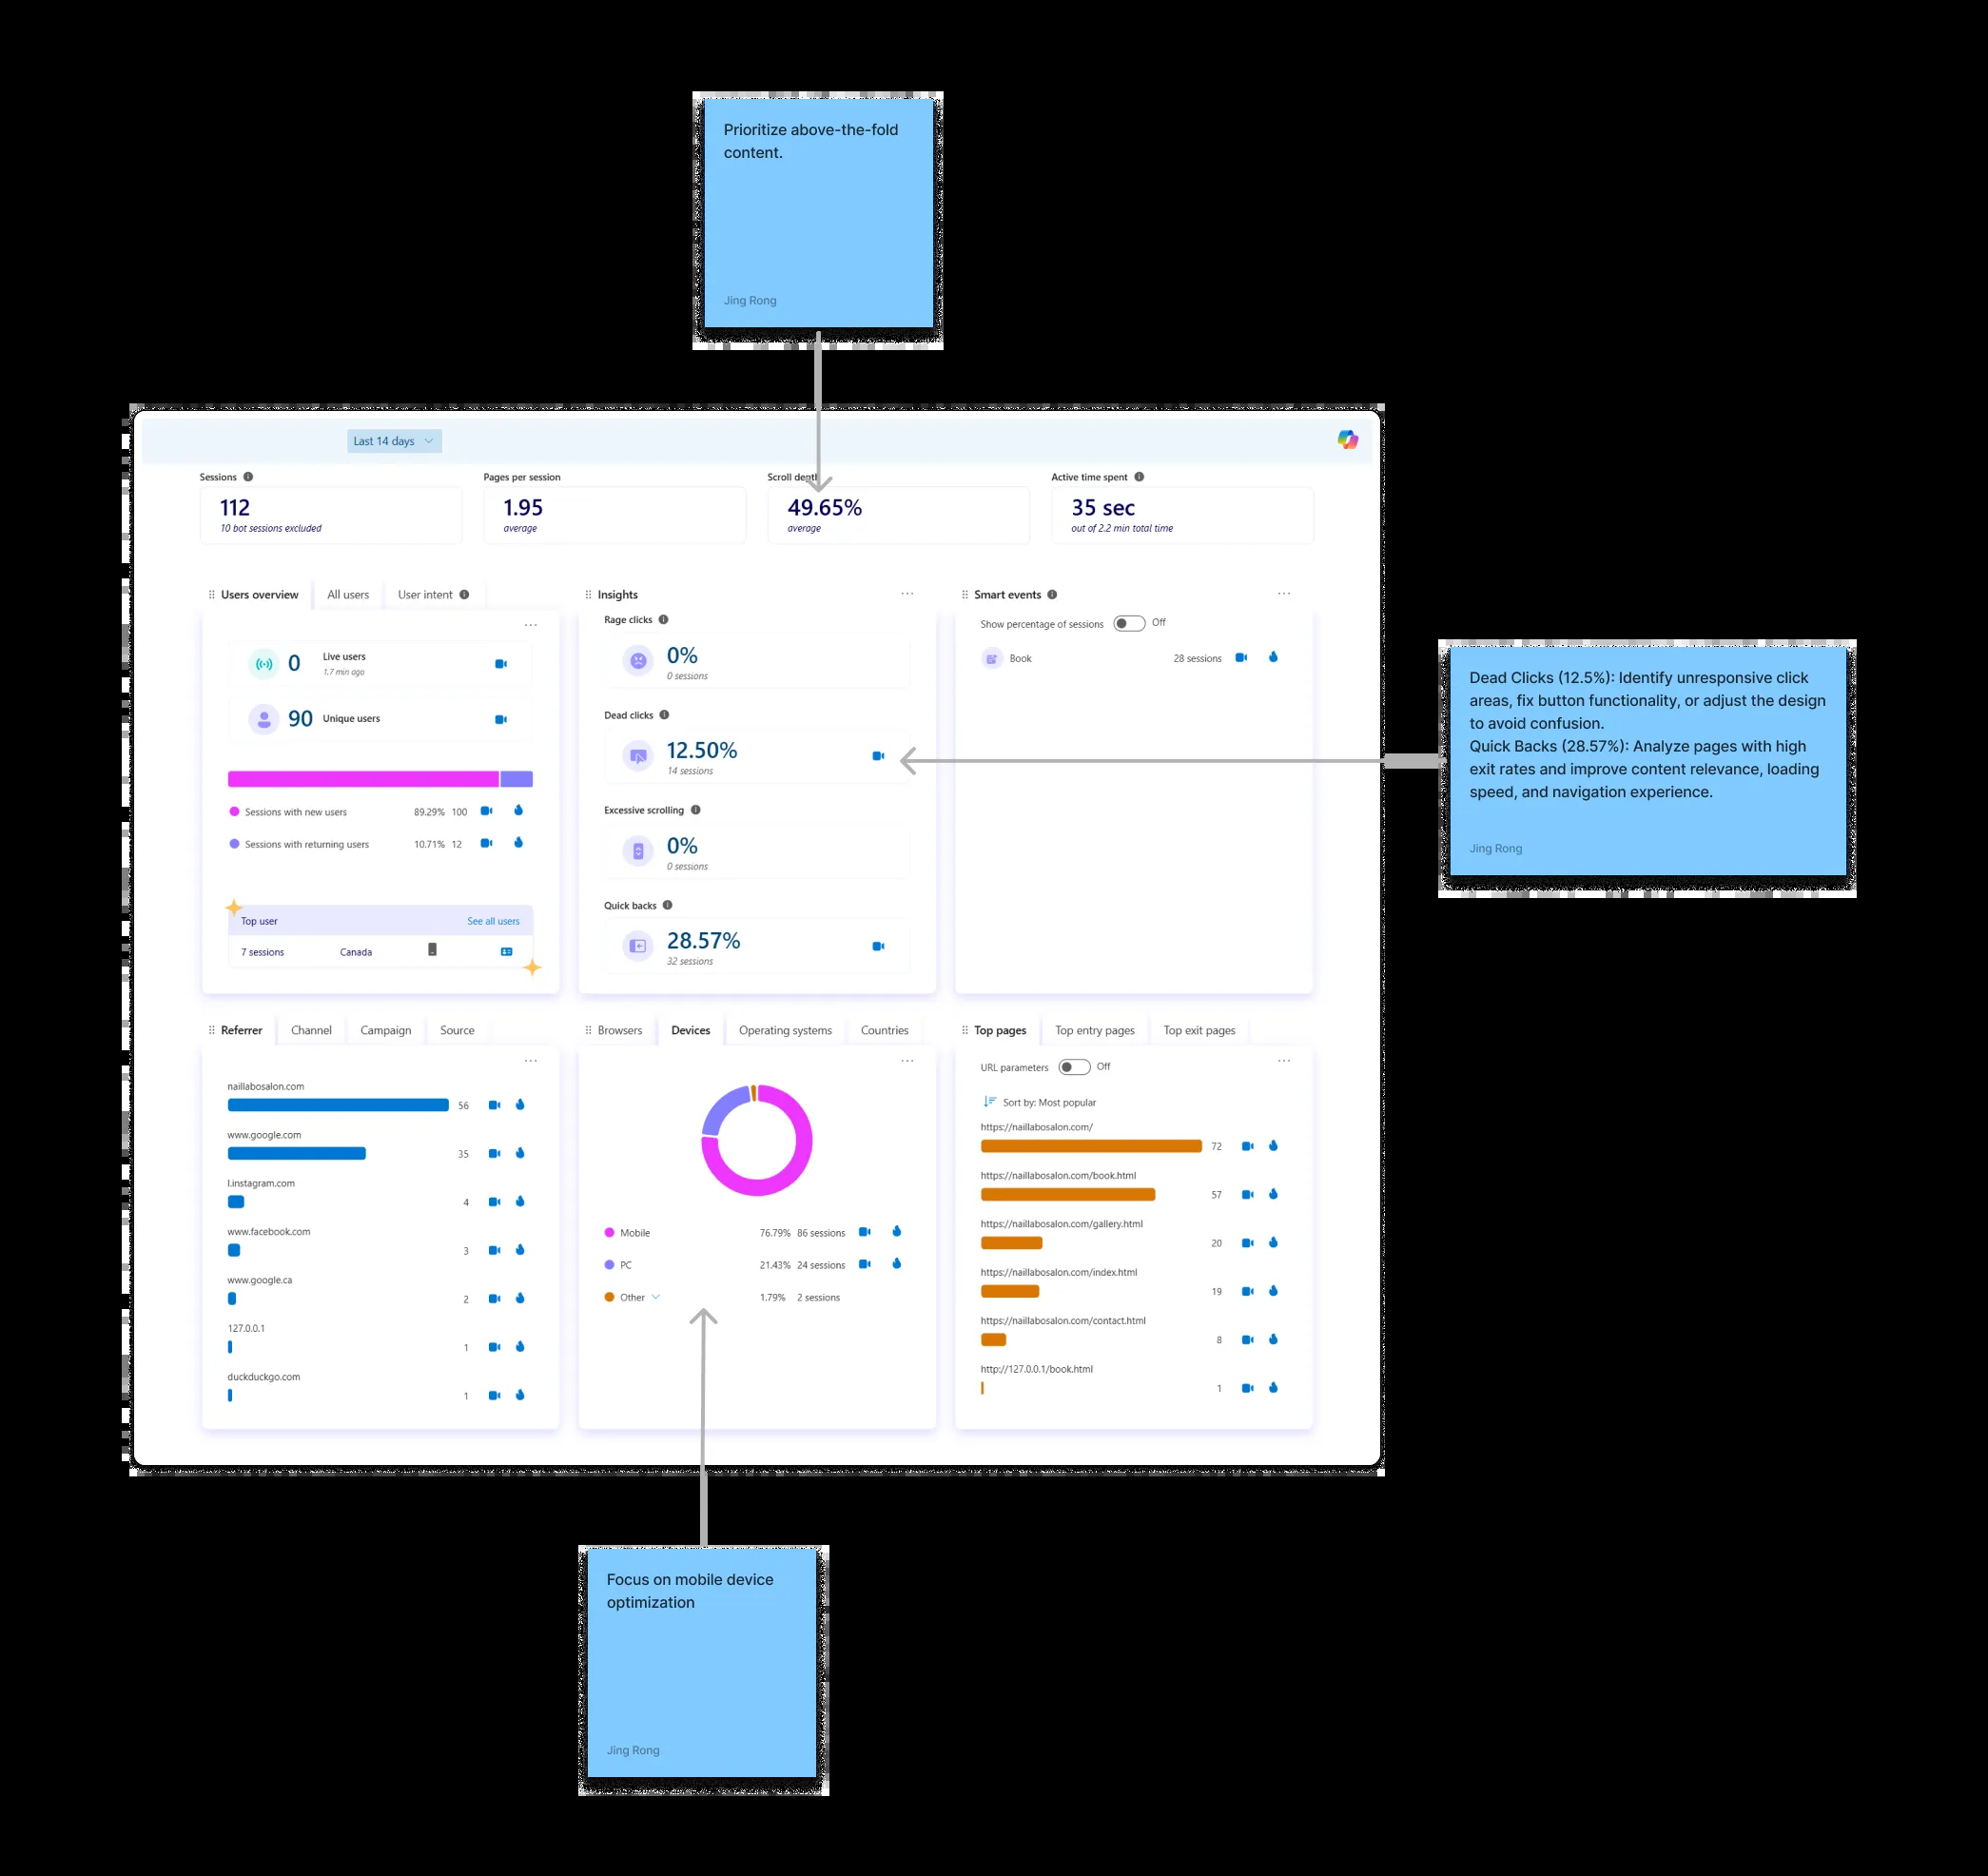 Prioritize above-the-fold
content.
Jing Rong
Last 14 days
Sessions
112
10 bot sessions excluded
Pages per session
1.95
average
Scroll depth
49.65%
average
Active time spent
35 sec
out of 2.2 min total time
Users overview
All users
User intent
0
Live users
1.7 min ago
90
Unique users
Sessions with new users 89.29% 100
Sessions with returning users 10.71% 12
Top user See all users
7 sessions Canada
Insights
Rage clicks
0%
0 sessions
Dead clicks
12.50%
14 sessions
Excessive scrolling
0%
0 sessions
Quick backs
28.57%
32 sessions
Smart events
Show percentage of sessions Off
Book 28 sessions
Dead Clicks (12.5%): Identify unresponsive click
areas, fix button functionality, or adjust the design
to avoid confusion.
Quick Backs (28.57%): Analyze pages with high
exit rates and improve content relevance, loading
speed, and navigation experience.
Jing Rong
Referrer
Channel
Campaign
Source
naillabosalon.com
56
www.google.com
35
l.instagram.com
4
www.facebook.com
3
www.google.ca
2
127.0.0.1
1
duckduckgo.com
1
Browsers
Devices
Operating systems
Countries
Mobile 76.79% 86 sessions
PC 21.43% 24 sessions
Other 1.79% 2 sessions
Top pages
Top entry pages
Top exit pages
URL parameters Off
Sort by: Most popular
https://naillabosalon.com/
72
https://naillabosalon.com/book.html
57
https://naillabosalon.com/gallery.html
20
https://naillabosalon.com/index.html
19
https://naillabosalon.com/contact.html
8
http://127.0.0.1/book.html
1
Focus on mobile device
optimization
Jing Rong